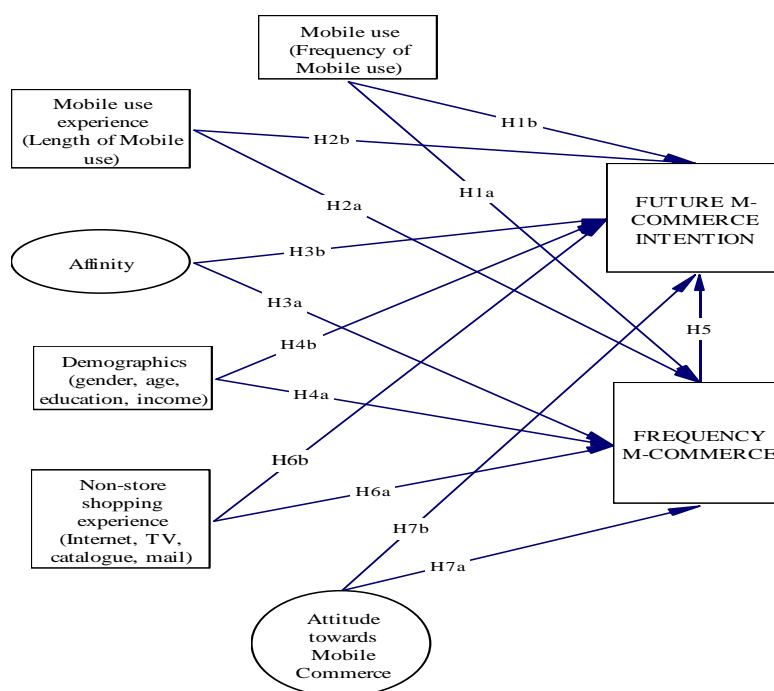 Mobile use
(Frequency of
Mobile use)
Mobile use
experience
(Length of Mobile
use)
H1b
H2b
H1a
H2a
FUTURE M-
COMMERCE
INTENTION
Affinity
H3b
H3a
H5
H4b
Demographics
(gender, age,
education, income)
H4a
FREQUENCY
M-COMMERCE
H6b
Non-store
shopping
experience
(Internet, TV,
catalogue, mail)
H6a
H7b
H7a
Attitude
towards
Mobile
Commerce